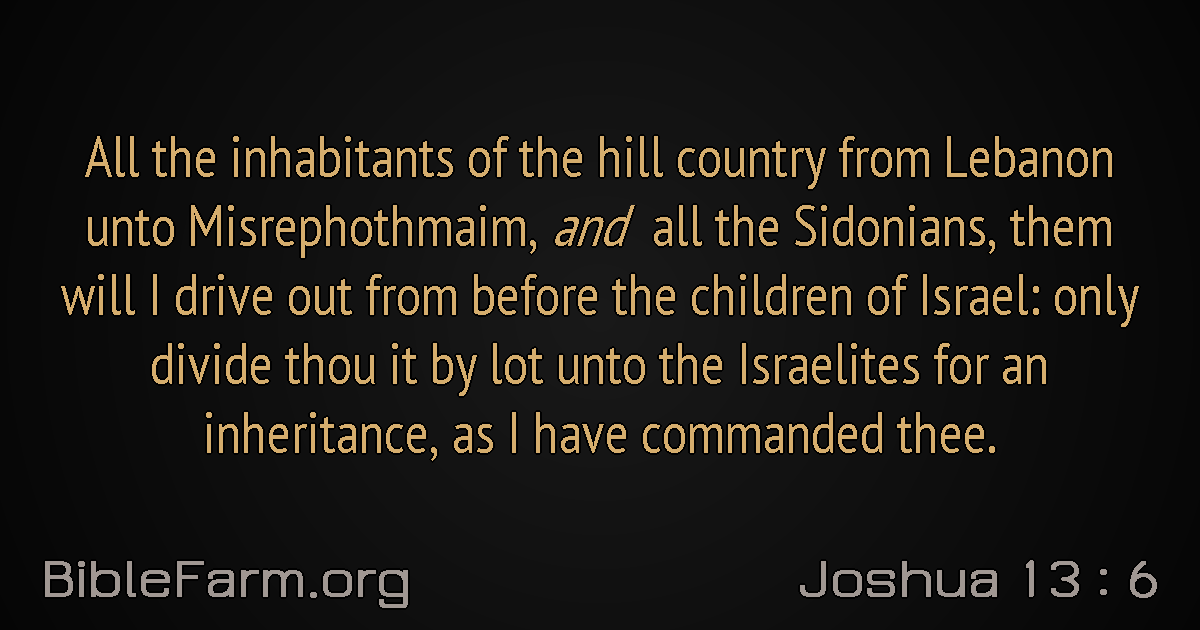 All the inhabitants of the hill country from Lebanon
unto Misrephothmaim, and all the Sidonians, them
will I drive out from before the children of Israel: only
divide thou it by lot unto the Israelites for an
inheritance, as I have commanded thee.
BibleFarm.org
Joshua 13 : 6